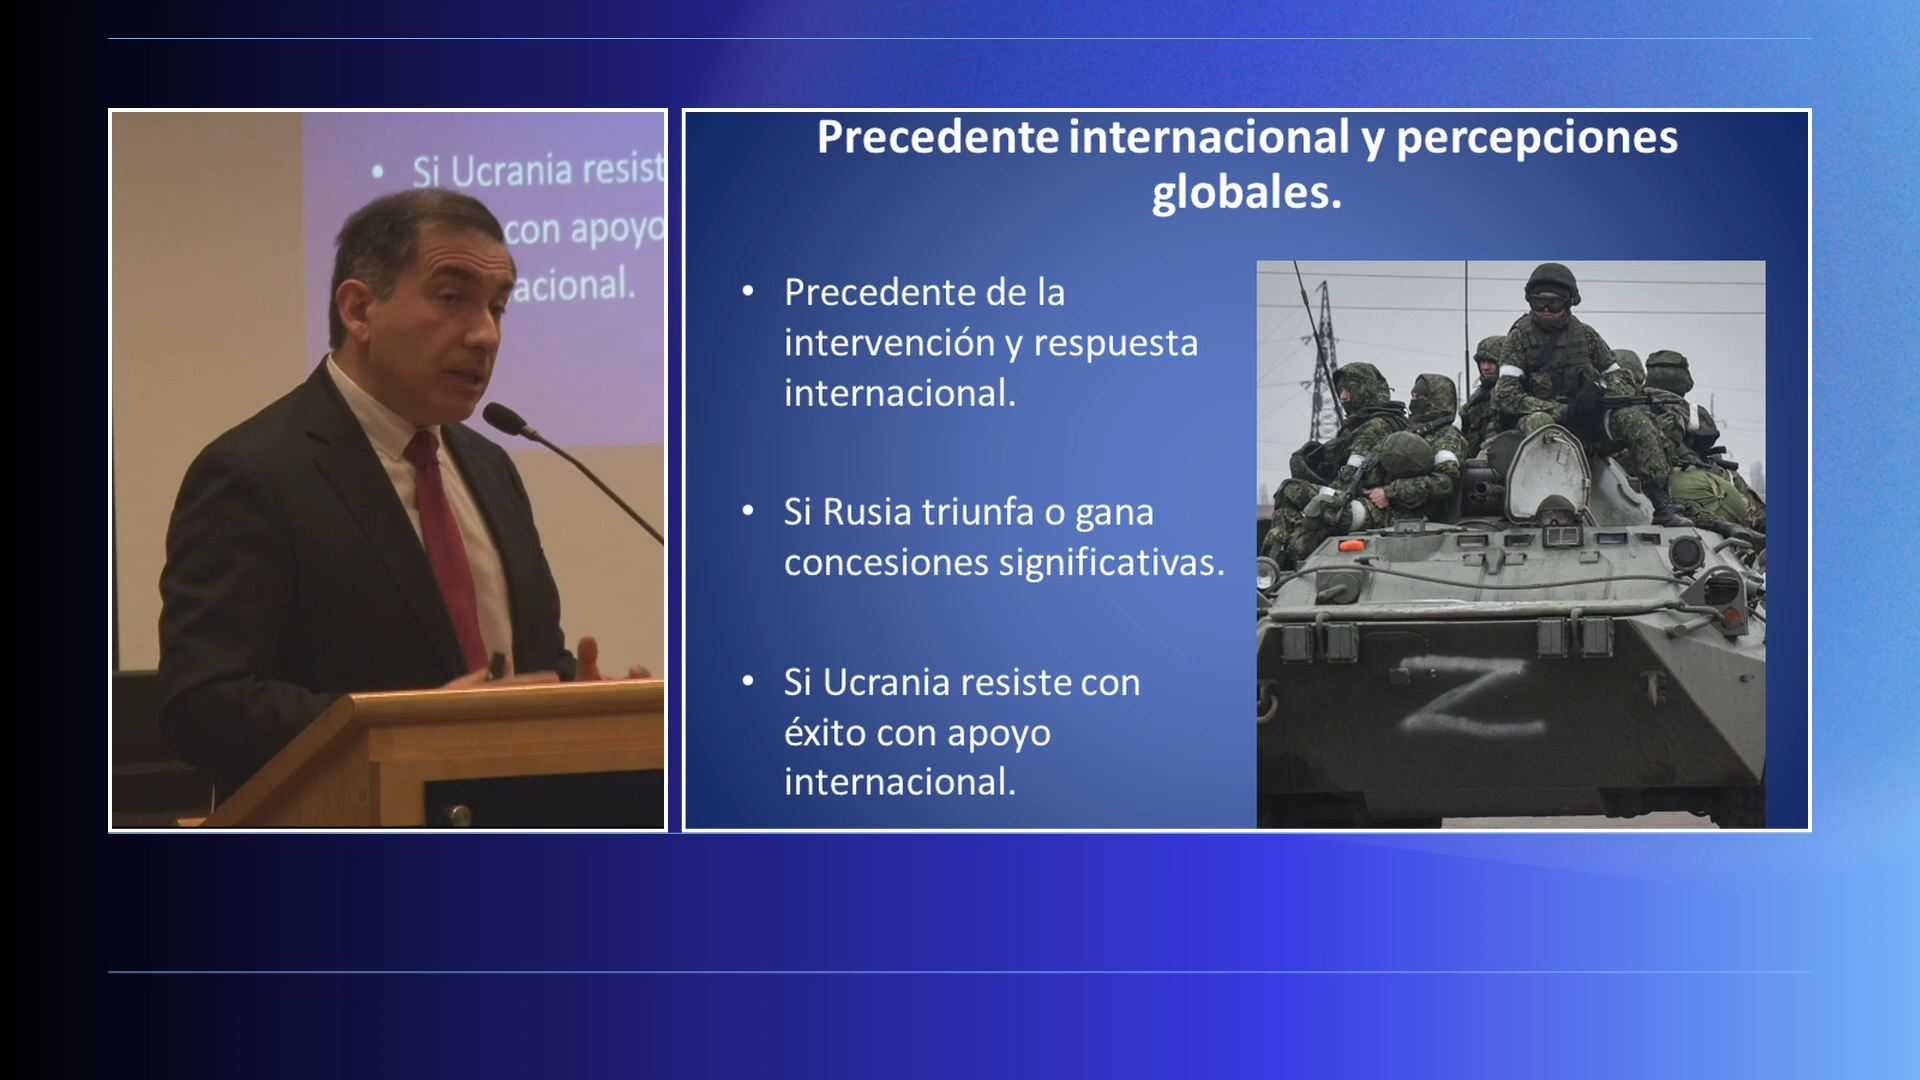 Si Ucrania resist
con apoyo
acional.
Precedente internacional y percepciones
globales.
Precedente de la
intervención y respuesta
internacional.
Si Rusia triunfa o gana
concesiones significativas.
Si Ucrania resiste con
éxito con apoyo
internacional.
Z